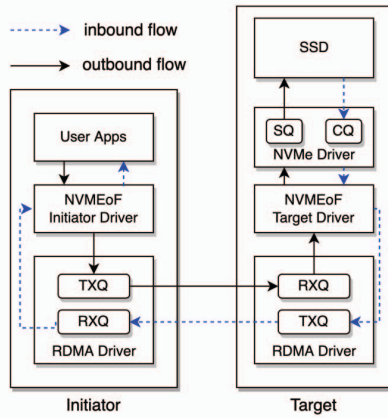 inbound flow
outbound flow
User Apps
NVMEoF
Initiator Driver
TXQ
RXQ
RDMA Driver
Initiator
SSD
SQ
CQ
NVMe Driver
NVMEoF
Target Driver
RXQ
TXQ
RDMA Driver
Target